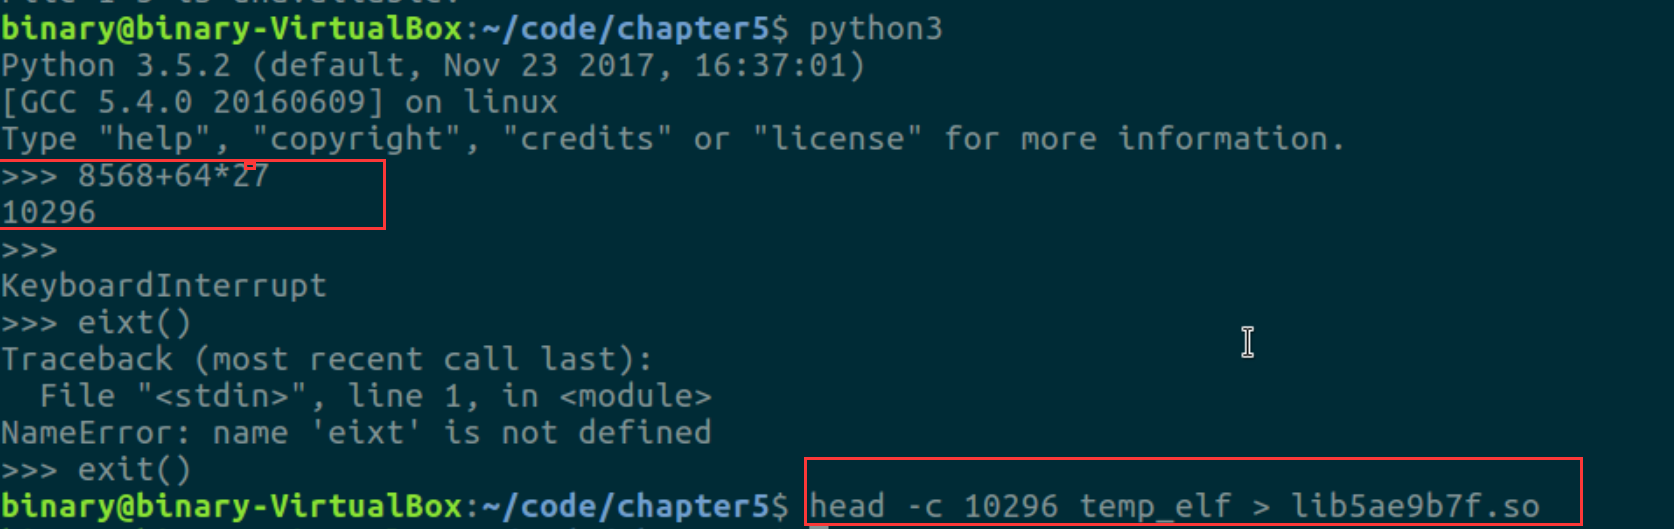 binary@binary-VirtualBox:~/code/chapter5$ python3
Python 3.5.2 (default, Nov 23 2017, 16:37:01)
[GCC 5.4.0 20160609] on linux
Type "help", "copyright", "credits" or "license" for more information.
>>> 8568+64*27
10296
>>>
KeyboardInterrupt
>>> eixt()
Traceback (most recent call last):
  File "<stdin>", line 1, in <module>
NameError: name 'eixt' is not defined
>>> exit()
binary@binary-VirtualBox:~/code/chapter5$ head -c 10296 temp_elf > lib5ae9b7f.so